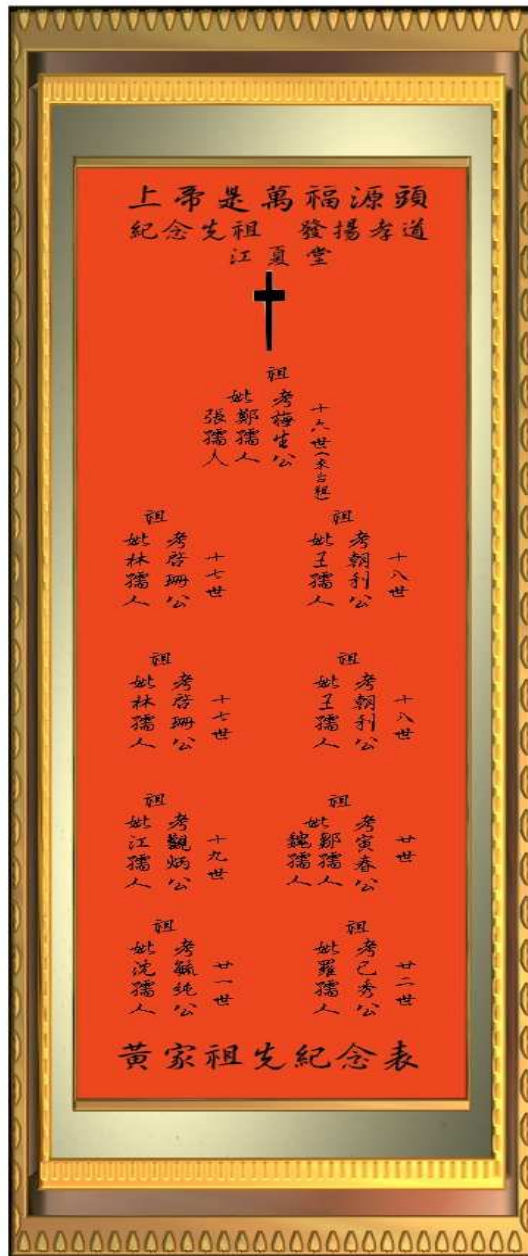 上帝是萬福源頭
紀念先祖 發揚孝道
江夏堂
祖
十六世(來台祖)
考梅生公
妣鄭孺人
張孺人
祖
十八世
考朝利公
妣王孺人
祖
十七世
考啓珊公
妣林孺人
祖
十八世
考朝利公
妣王孺人
祖
十七世
考啓珊公
妣林孺人
祖
廿世
考寅春公
妣鄒孺人
魏孺人
祖
十九世
考觀炳公
妣江孺人
祖
廿二世
考己秀公
妣羅孺人
祖
廿一世
考毓純公
妣沈孺人
黃家祖先紀念表